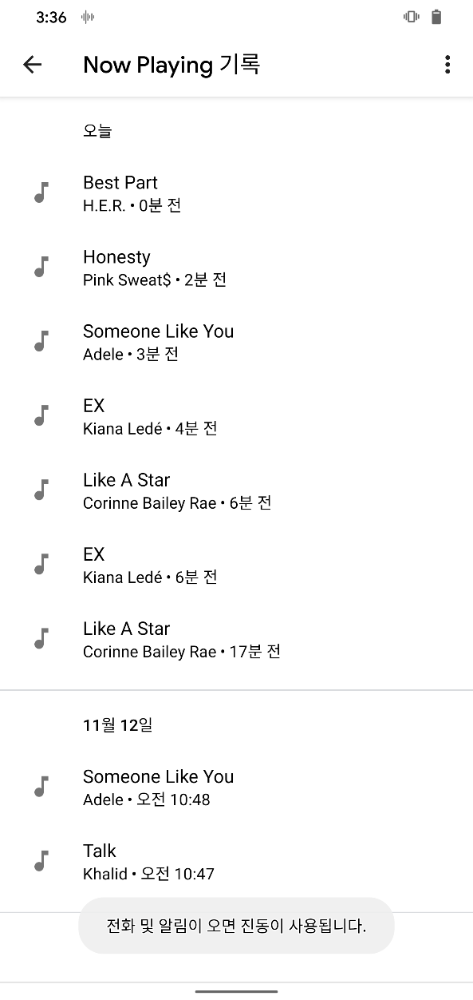 3:36
Now Playing 기록
오늘
Best Part
H.E.R. • 0분 전
Honesty
Pink Sweat$ • 2분 전
Someone Like You
Adele • 3분 전
EX
Kiana Ledé • 4분 전
Like A Star
Corinne Bailey Rae • 6분 전
EX
Kiana Ledé • 6분 전
Like A Star
Corinne Bailey Rae • 17분 전
11월 12일
Someone Like You
Adele • 오전 10:48
Talk
Khalid • 오전 10:47
전화 및 알림이 오면 진동이 사용됩니다.